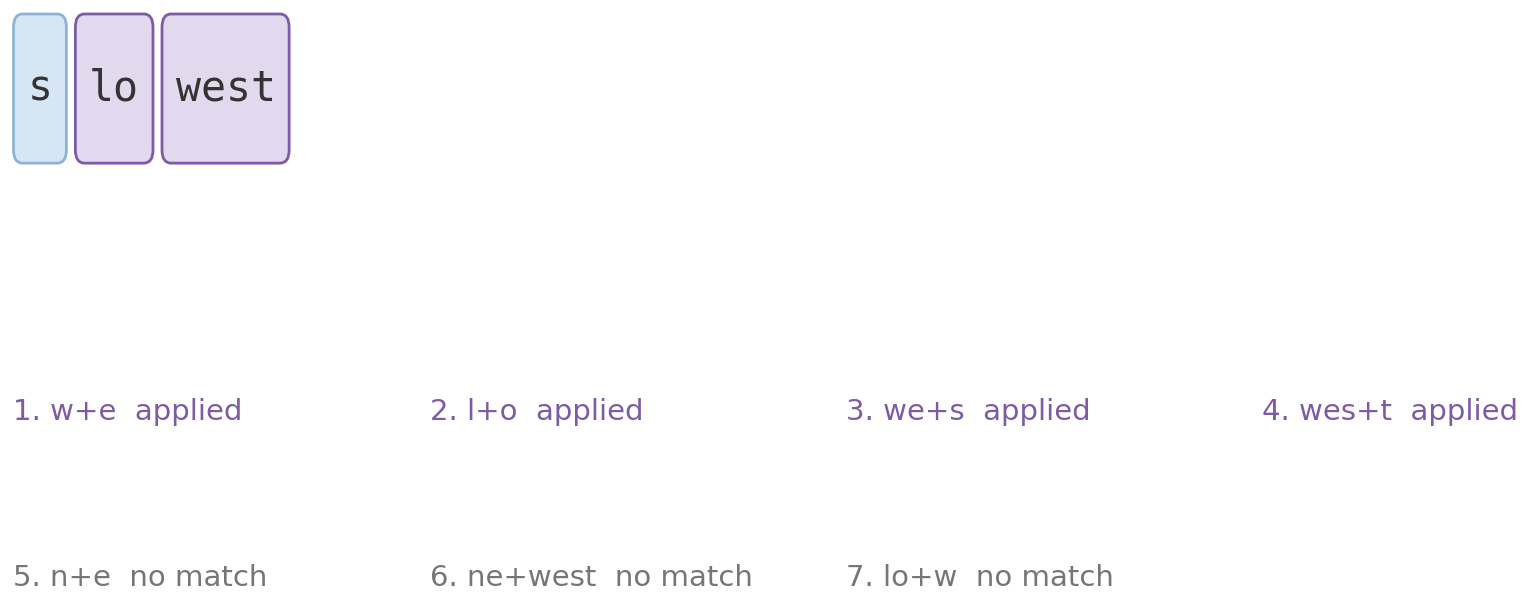 s lo west
1. w+e applied 2. l+o applied 3. we+s applied 4. wes+t applied
5. n+e no match 6. ne+west no match 7. lo+w no match